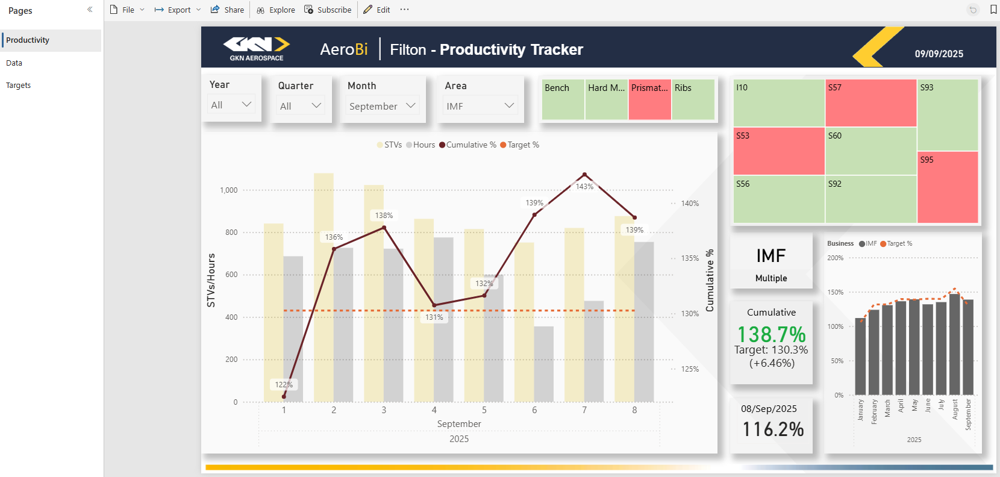 Pages
Productivity
Data
Targets
File
Export
Share
Explore
Subscribe
Edit
GKN
GKN AEROSPACE
AeroBi
Filton - Productivity Tracker
09/09/2025
Year
All
Quarter
All
Month
September
Area
IMF
Bench
Hard M...
Prismat...
Ribs
I10
S57
S93
S53
S60
S95
S56
S92
STVs Hours Cumulative % Target %
STVs/Hours
1,000
800
600
400
200
0
122%
136%
138%
131%
132%
139%
143%
139%
140%
135%
130%
125%
Cumulative %
1 2 3 4 5 6 7 8
September
2025
IMF
Multiple
Cumulative
138.7%
Target: 130.3%
(+6.46%)
08/Sep/2025
116.2%
Business IMF Target %
200%
150%
100%
50%
0%
January
February
March
April
May
June
July
August
September
2025